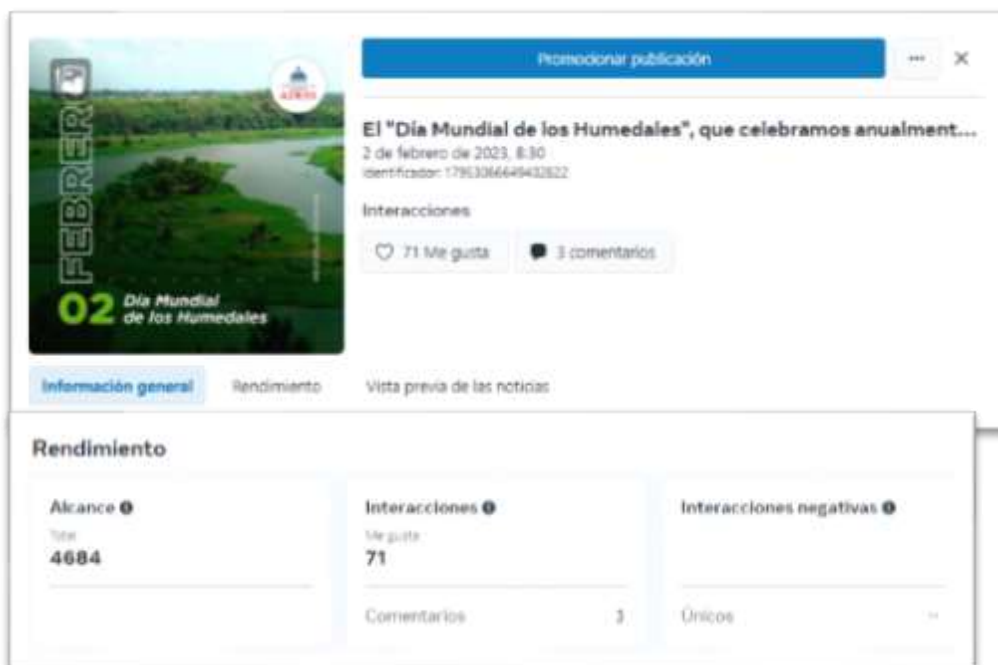 Promocionar publicación
El "Día Mundial de los Humedales", que celebramos anualment...
2 de febrero de 2023, 8:30
Identificador: 17953066649432822
Interacciones
71 Me gusta
3 comentarios
FEBRERO
02 Día Mundial
de los Humedales
Información general
Rendimiento
Vista previa de las noticias
Rendimiento
Alcance
Total
4684
Interacciones
Me gusta
71
Comentarios 3
Interacciones negativas
Únicos --